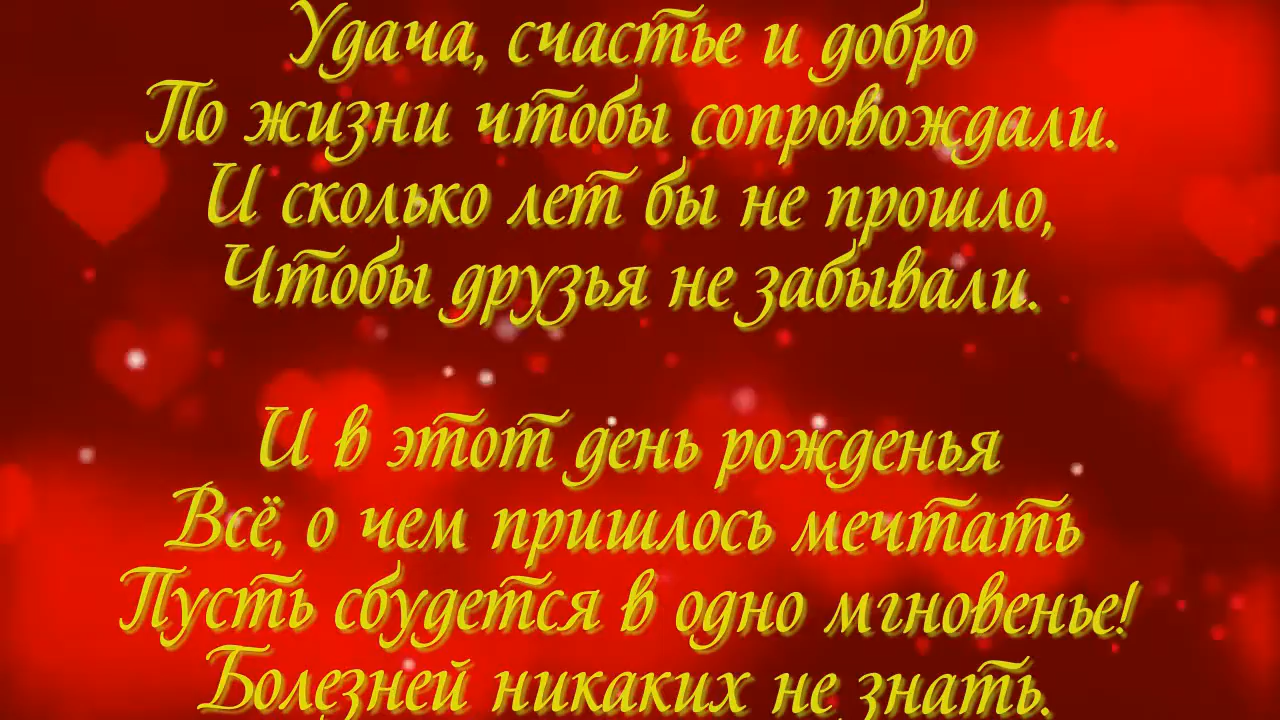 Удача, счастье и добро
По жизни чтобы сопровождали.
И сколько лет бы не прошло,
Чтобы друзья не забывали.
И в этот день рожденья
Всё, о чем пришлось мечтать
Пусть сбудется в одно мгновенье!
Болезней никаких не знать.